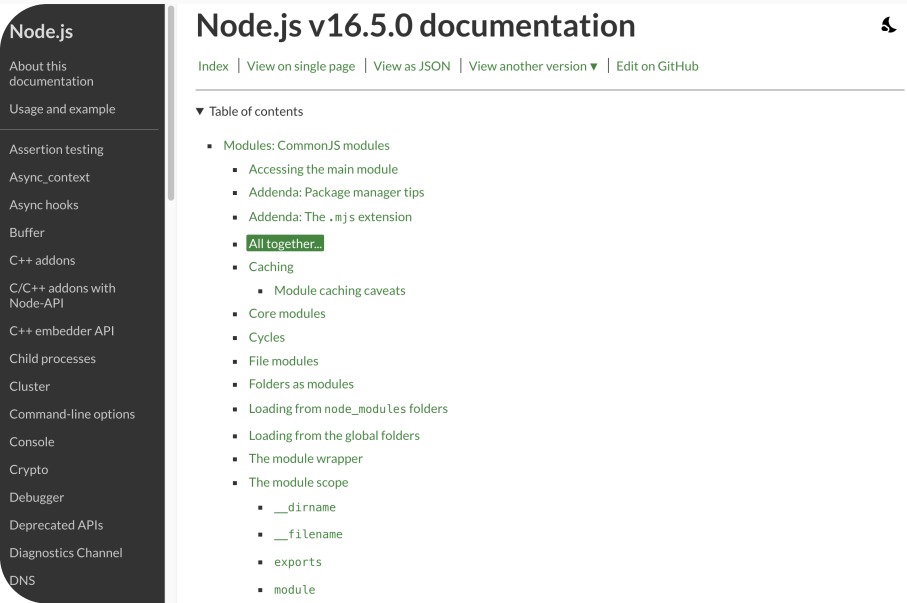 Node.js
About this
documentation
Usage and example
Assertion testing
Async_context
Async hooks
Buffer
C++ addons
C/C++ addons with
Node-API
C++ embedder API
Child processes
Cluster
Command-line options
Console
Crypto
Debugger
Deprecated APIs
Diagnostics Channel
DNS
Node.js v16.5.0 documentation
Index | View on single page | View as JSON | View another version ▼ | Edit on GitHub
▼ Table of contents
Modules: CommonJS modules
Accessing the main module
Addenda: Package manager tips
Addenda: The .mjs extension
All together...
Caching
Module caching caveats
Core modules
Cycles
File modules
Folders as modules
Loading from node_modules folders
Loading from the global folders
The module wrapper
The module scope
__dirname
__filename
exports
module